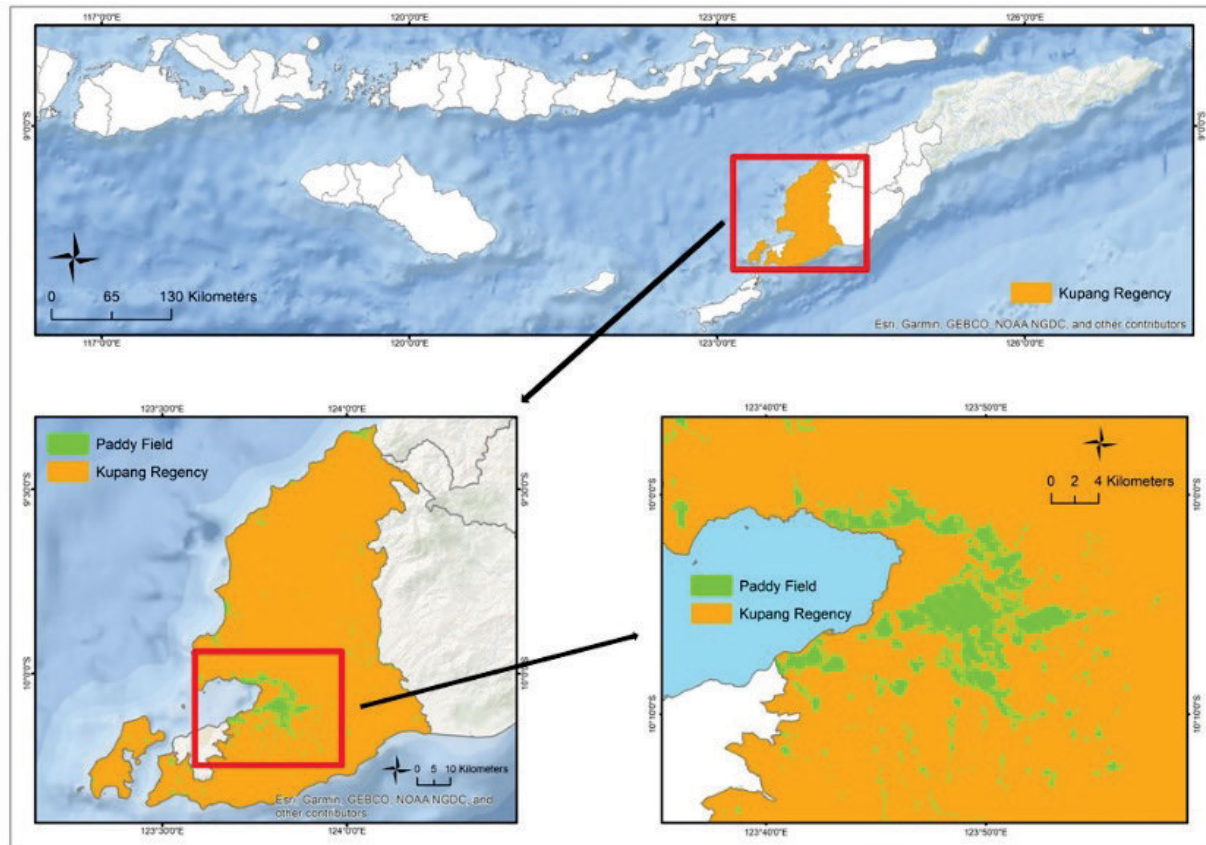 117°0'0"E 120°0'0"E 123°0'0"E 126°0'0"E
9°0'0"S 9°0'0"S
0 65 130 Kilometers
Kupang Regency
Esri, Garmin, GEBCO, NOAA NGDC, and other contributors
117°0'0"E 120°0'0"E 123°0'0"E 126°0'0"E
123°30'0"E 124°0'0"E
Paddy Field
Kupang Regency
9°30'0"S 9°30'0"S
10°0'0"S 10°0'0"S
0 5 10 Kilometers
Esri, Garmin, GEBCO, NOAA NGDC, and
other contributors
123°30'0"E 124°0'0"E
123°40'0"E 123°50'0"E
0 2 4 Kilometers
10°0'0"S 10°0'0"S
Paddy Field
Kupang Regency
10°10'0"S 10°10'0"S
123°40'0"E 123°50'0"E